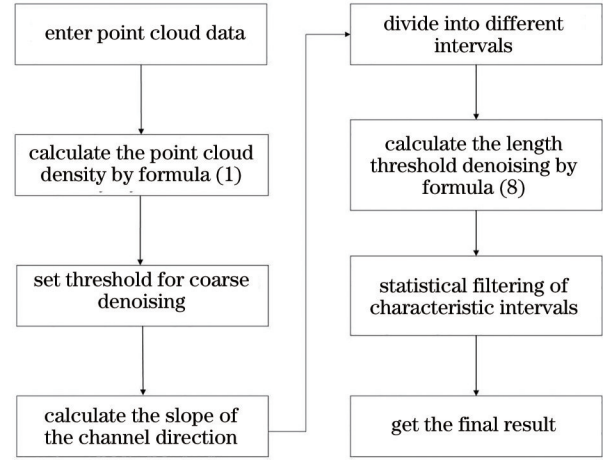 enter point cloud data
calculate the point cloud
density by formula (1)
set threshold for coarse
denoising
calculate the slope of
the channel direction
divide into different
intervals
calculate the length
threshold denoising by
formula (8)
statistical filtering of
characteristic intervals
get the final result